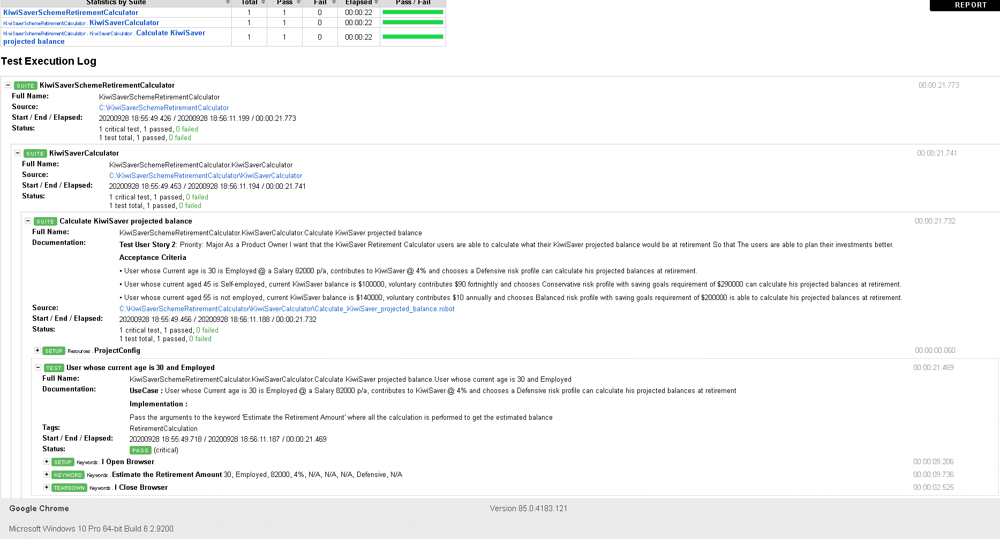 Statistics by Suite Total Pass Fail Elapsed Pass / Fail
REPORT
KiwiSaverSchemeRetirementCalculator 1 1 0 00:00:22
KiwiSaverSchemeRetirementCalculator . KiwiSaverCalculator 1 1 0 00:00:22
KiwiSaverSchemeRetirementCalculator . KiwiSaverCalculator . Calculate KiwiSaver
projected balance 1 1 0 00:00:22
Test Execution Log
SUITE KiwiSaverSchemeRetirementCalculator 00:00:21.773
Full Name: KiwiSaverSchemeRetirementCalculator
Source: C:\KiwiSaverSchemeRetirementCalculator
Start / End / Elapsed: 20200928 18:55:49.426 / 20200928 18:56:11.199 / 00:00:21.773
Status: 1 critical test, 1 passed, 0 failed
1 test total, 1 passed, 0 failed
SUITE KiwiSaverCalculator 00:00:21.741
Full Name: KiwiSaverSchemeRetirementCalculator.KiwiSaverCalculator
Source: C:\KiwiSaverSchemeRetirementCalculator\KiwiSaverCalculator
Start / End / Elapsed: 20200928 18:55:49.453 / 20200928 18:56:11.194 / 00:00:21.741
Status: 1 critical test, 1 passed, 0 failed
1 test total, 1 passed, 0 failed
SUITE Calculate KiwiSaver projected balance 00:00:21.732
Full Name: KiwiSaverSchemeRetirementCalculator.KiwiSaverCalculator.Calculate KiwiSaver projected balance
Documentation: Test User Story 2: Priority: Major As a Product Owner I want that the KiwiSaver Retirement Calculator users are able to calculate what their KiwiSaver projected balance would be at retirement So that The users are able to plan their investments better.
Acceptance Criteria
• User whose Current age is 30 is Employed @ a Salary 82000 p/a, contributes to KiwiSaver @ 4% and chooses a Defensive risk profile can calculate his projected balances at retirement.
• User whose current aged 45 is Self-employed, current KiwiSaver balance is $100000, voluntary contributes $90 fortnightly and chooses Conservative risk profile with saving goals requirement of $290000 can calculate his projected balances at retirement.
• User whose current aged 55 is not employed, current KiwiSaver balance is $140000, voluntary contributes $10 annually and chooses Balanced risk profile with saving goals requirement of $200000 is able to calculate his projected balances at retirement.
Source: C:\KiwiSaverSchemeRetirementCalculator\KiwiSaverCalculator\Calculate_KiwiSaver_projected_balance.robot
Start / End / Elapsed: 20200928 18:55:49.456 / 20200928 18:56:11.188 / 00:00:21.732
Status: 1 critical test, 1 passed, 0 failed
1 test total, 1 passed, 0 failed
SETUP Resources . ProjectConfig 00:00:00.060
TEST User whose current age is 30 and Employed 00:00:21.469
Full Name: KiwiSaverSchemeRetirementCalculator.KiwiSaverCalculator.Calculate KiwiSaver projected balance.User whose current age is 30 and Employed
Documentation: UseCase : User whose Current age is 30 is Employed @ a Salary 82000 p/a, contributes to KiwiSaver @ 4% and chooses a Defensive risk profile can calculate his projected balances at retirement
Implementation :
Pass the arguments to the keyword 'Estimate the Retirement Amount' where all the calculation is performed to get the estimated balance
Tags: RetirementCalculation
Start / End / Elapsed: 20200928 18:55:49.718 / 20200928 18:56:11.187 / 00:00:21.469
Status: PASS (critical)
SETUP Keywords . I Open Browser 00:00:09.206
KEYWORD Keywords . Estimate the Retirement Amount 30, Employed, 82000, 4%, N/A, N/A, N/A, Defensive, N/A 00:00:09.736
TEARDOWN Keywords . I Close Browser 00:00:02.525
Google Chrome Version 85.0.4183.121
Microsoft Windows 10 Pro 64-bit Build 6.2.9200